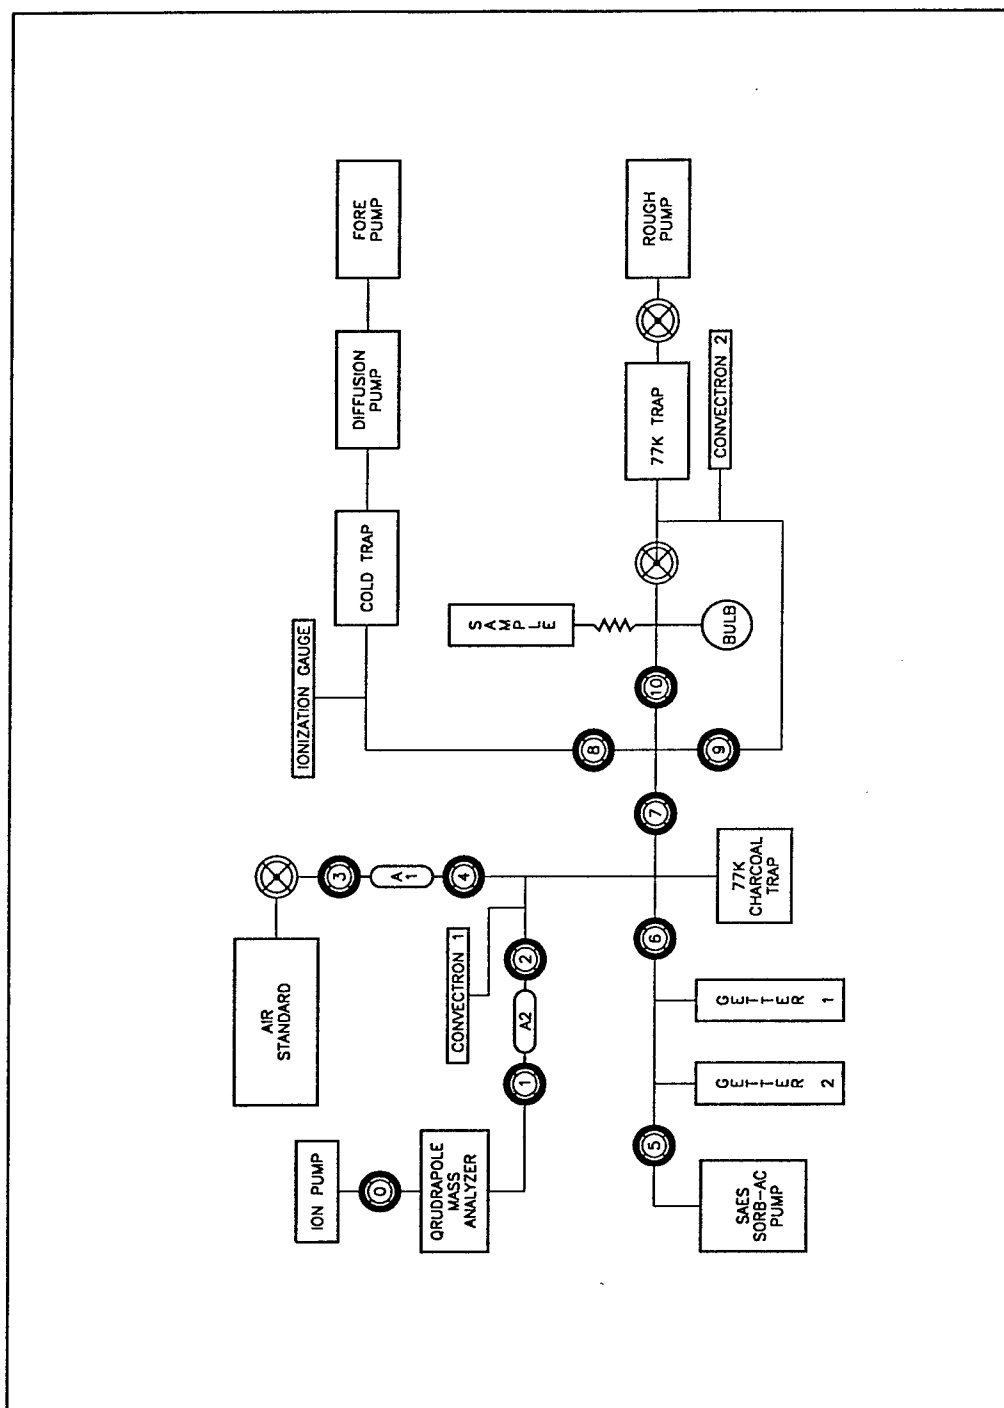 ION PUMP
0
QRUDRAPOLE
MASS
ANALYZER
AIR
STANDARD
3
A
1
4
CONVECTRON 1
1
A2
2
IONIZATION GAUGE
COLD TRAP
DIFFUSION
PUMP
FORE
PUMP
SAMPLE
8
SAES
SORB-AC
PUMP
5
GETTER 2
GETTER 1
6
77K
CHARCOAL
TRAP
7
9
10
BULB
77K TRAP
CONVECTRON 2
ROUGH
PUMP